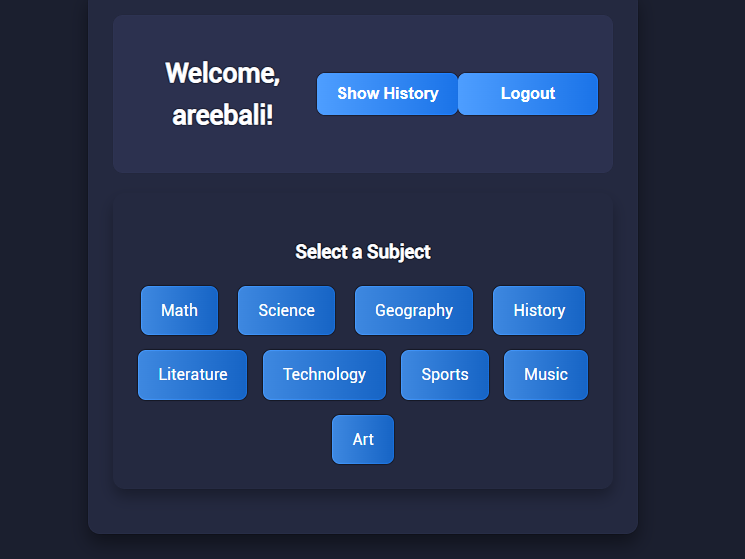 Welcome,
areebali!
Show History
Logout
Select a Subject
Math
Science
Geography
History
Literature
Technology
Sports
Music
Art